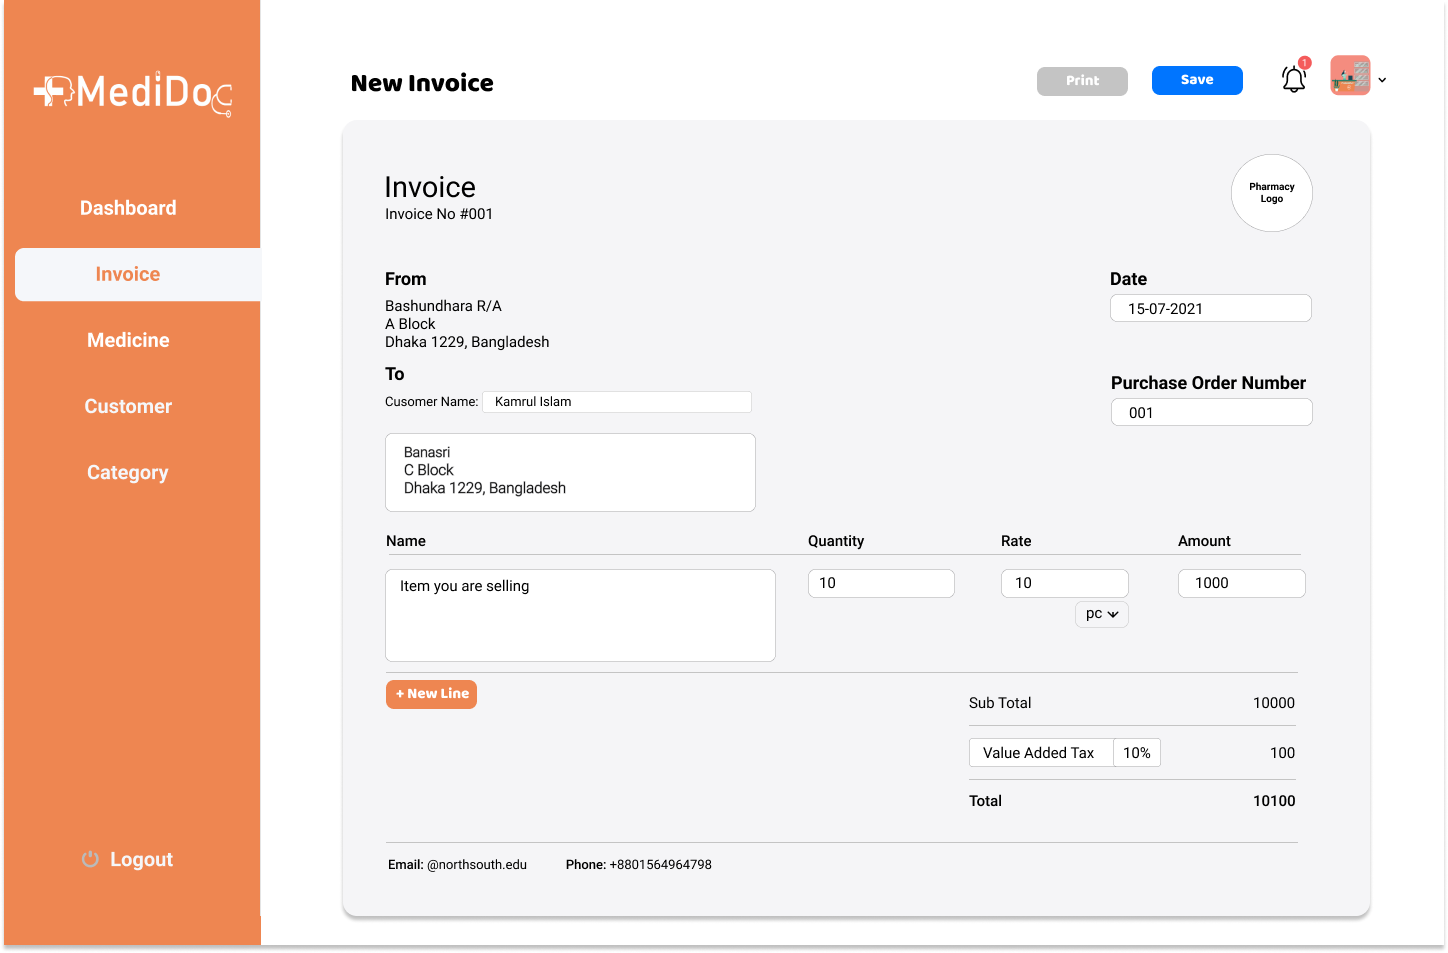 MediDoc
Dashboard
Invoice
Medicine
Customer
Category
Logout
New Invoice
Print
Save
1
Invoice
Invoice No #001
Pharmacy
Logo
From
Bashundhara R/A
A Block
Dhaka 1229, Bangladesh
Date
15-07-2021
To
Cusomer Name: Kamrul Islam
Purchase Order Number
001
Banasri
C Block
Dhaka 1229, Bangladesh
Name Quantity Rate Amount
Item you are selling 10 10 1000
pc
+ New Line
Sub Total 10000
Value Added Tax 10% 100
Total 10100
Email: @northsouth.edu Phone: +8801564964798